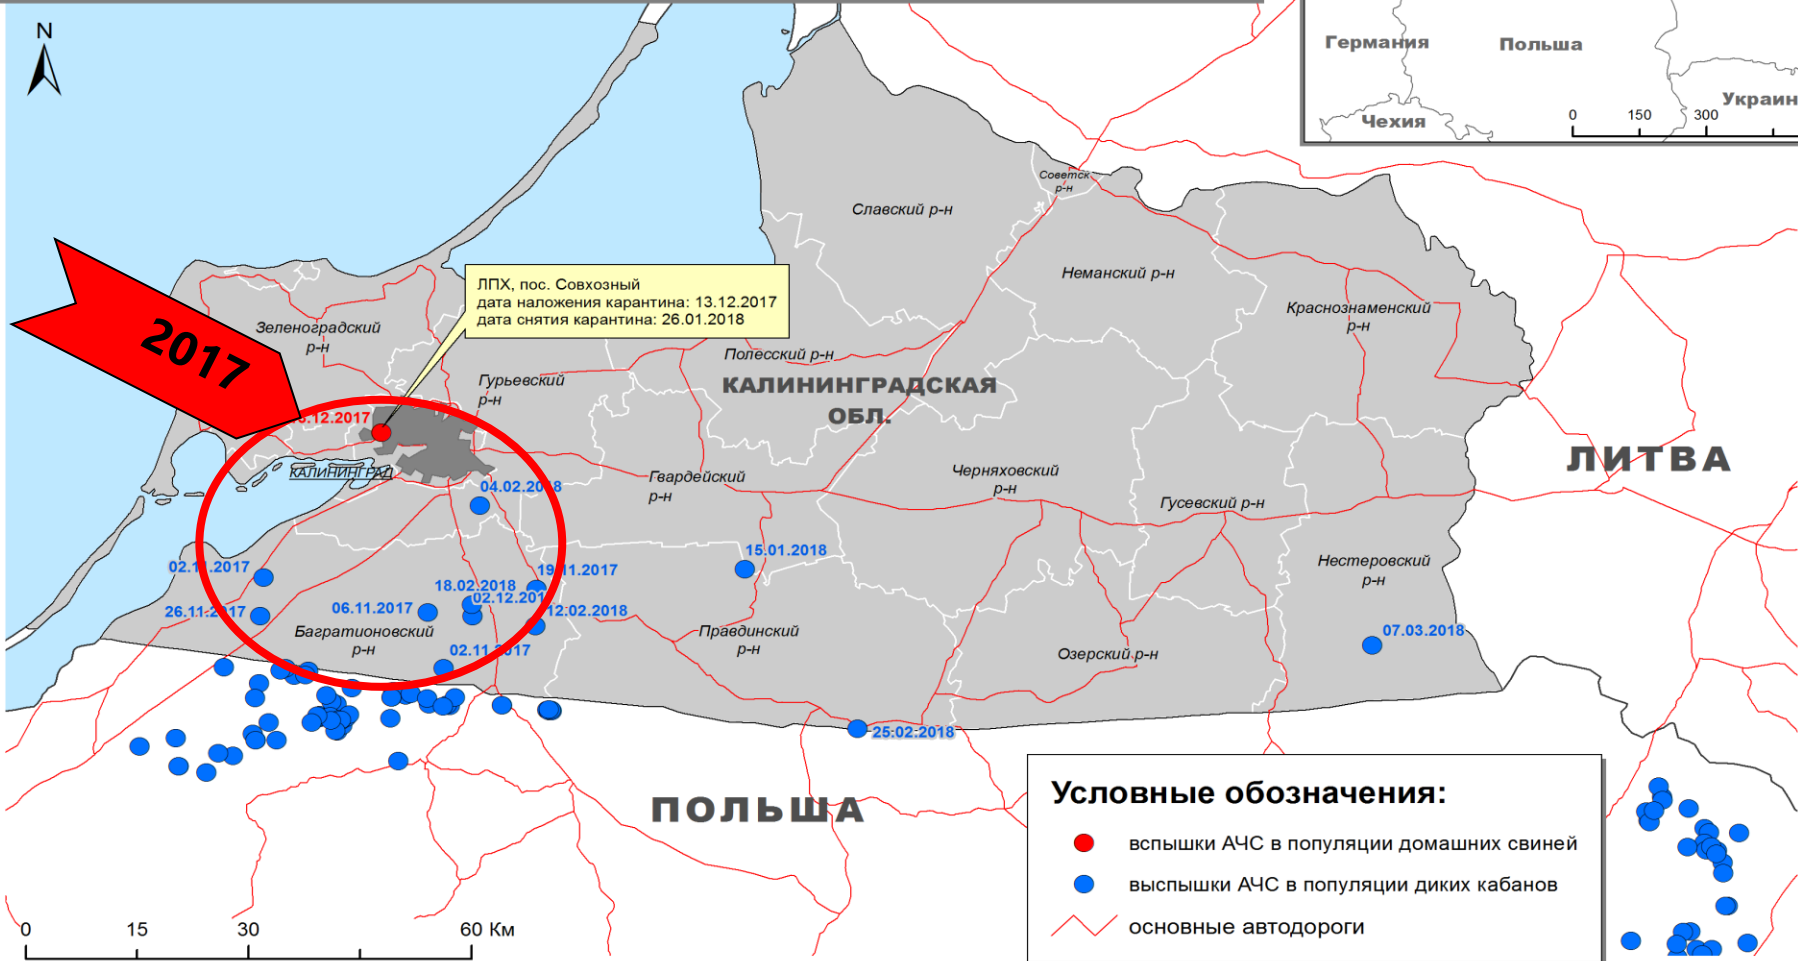 N
Германия
Польша
Украин
Чехия
0 150 300
Советск
р-н
Славский р-н
Неманский р-н
Краснознаменский
р-н
ЛПХ, пос. Совхозный
дата наложения карантина: 13.12.2017
дата снятия карантина: 26.01.2018
2017
Зеленоградский
р-н
Полесский р-н
Гурьевский
р-н
КАЛИНИНГРАДСКАЯ
ОБЛ.
.12.2017
КАЛИНИНГРАД
ЛИТВА
Гвардейский
р-н
Черняховский
р-н
Гусевский р-н
04.02.2018
15.01.2018
02.11.2017
19.11.2017
Нестеровский
р-н
18.02.2018
02.12.201
26.11.2017
06.11.2017
12.02.2018
Багратионовский
р-н
Правдинский
р-н
07.03.2018
02.11.2017
Озерский р-н
25.02.2018
ПОЛЬША
Условные обозначения:
вспышки АЧС в популяции домашних свиней
выспышки АЧС в популяции диких кабанов
основные автодороги
0 15 30 60 Км